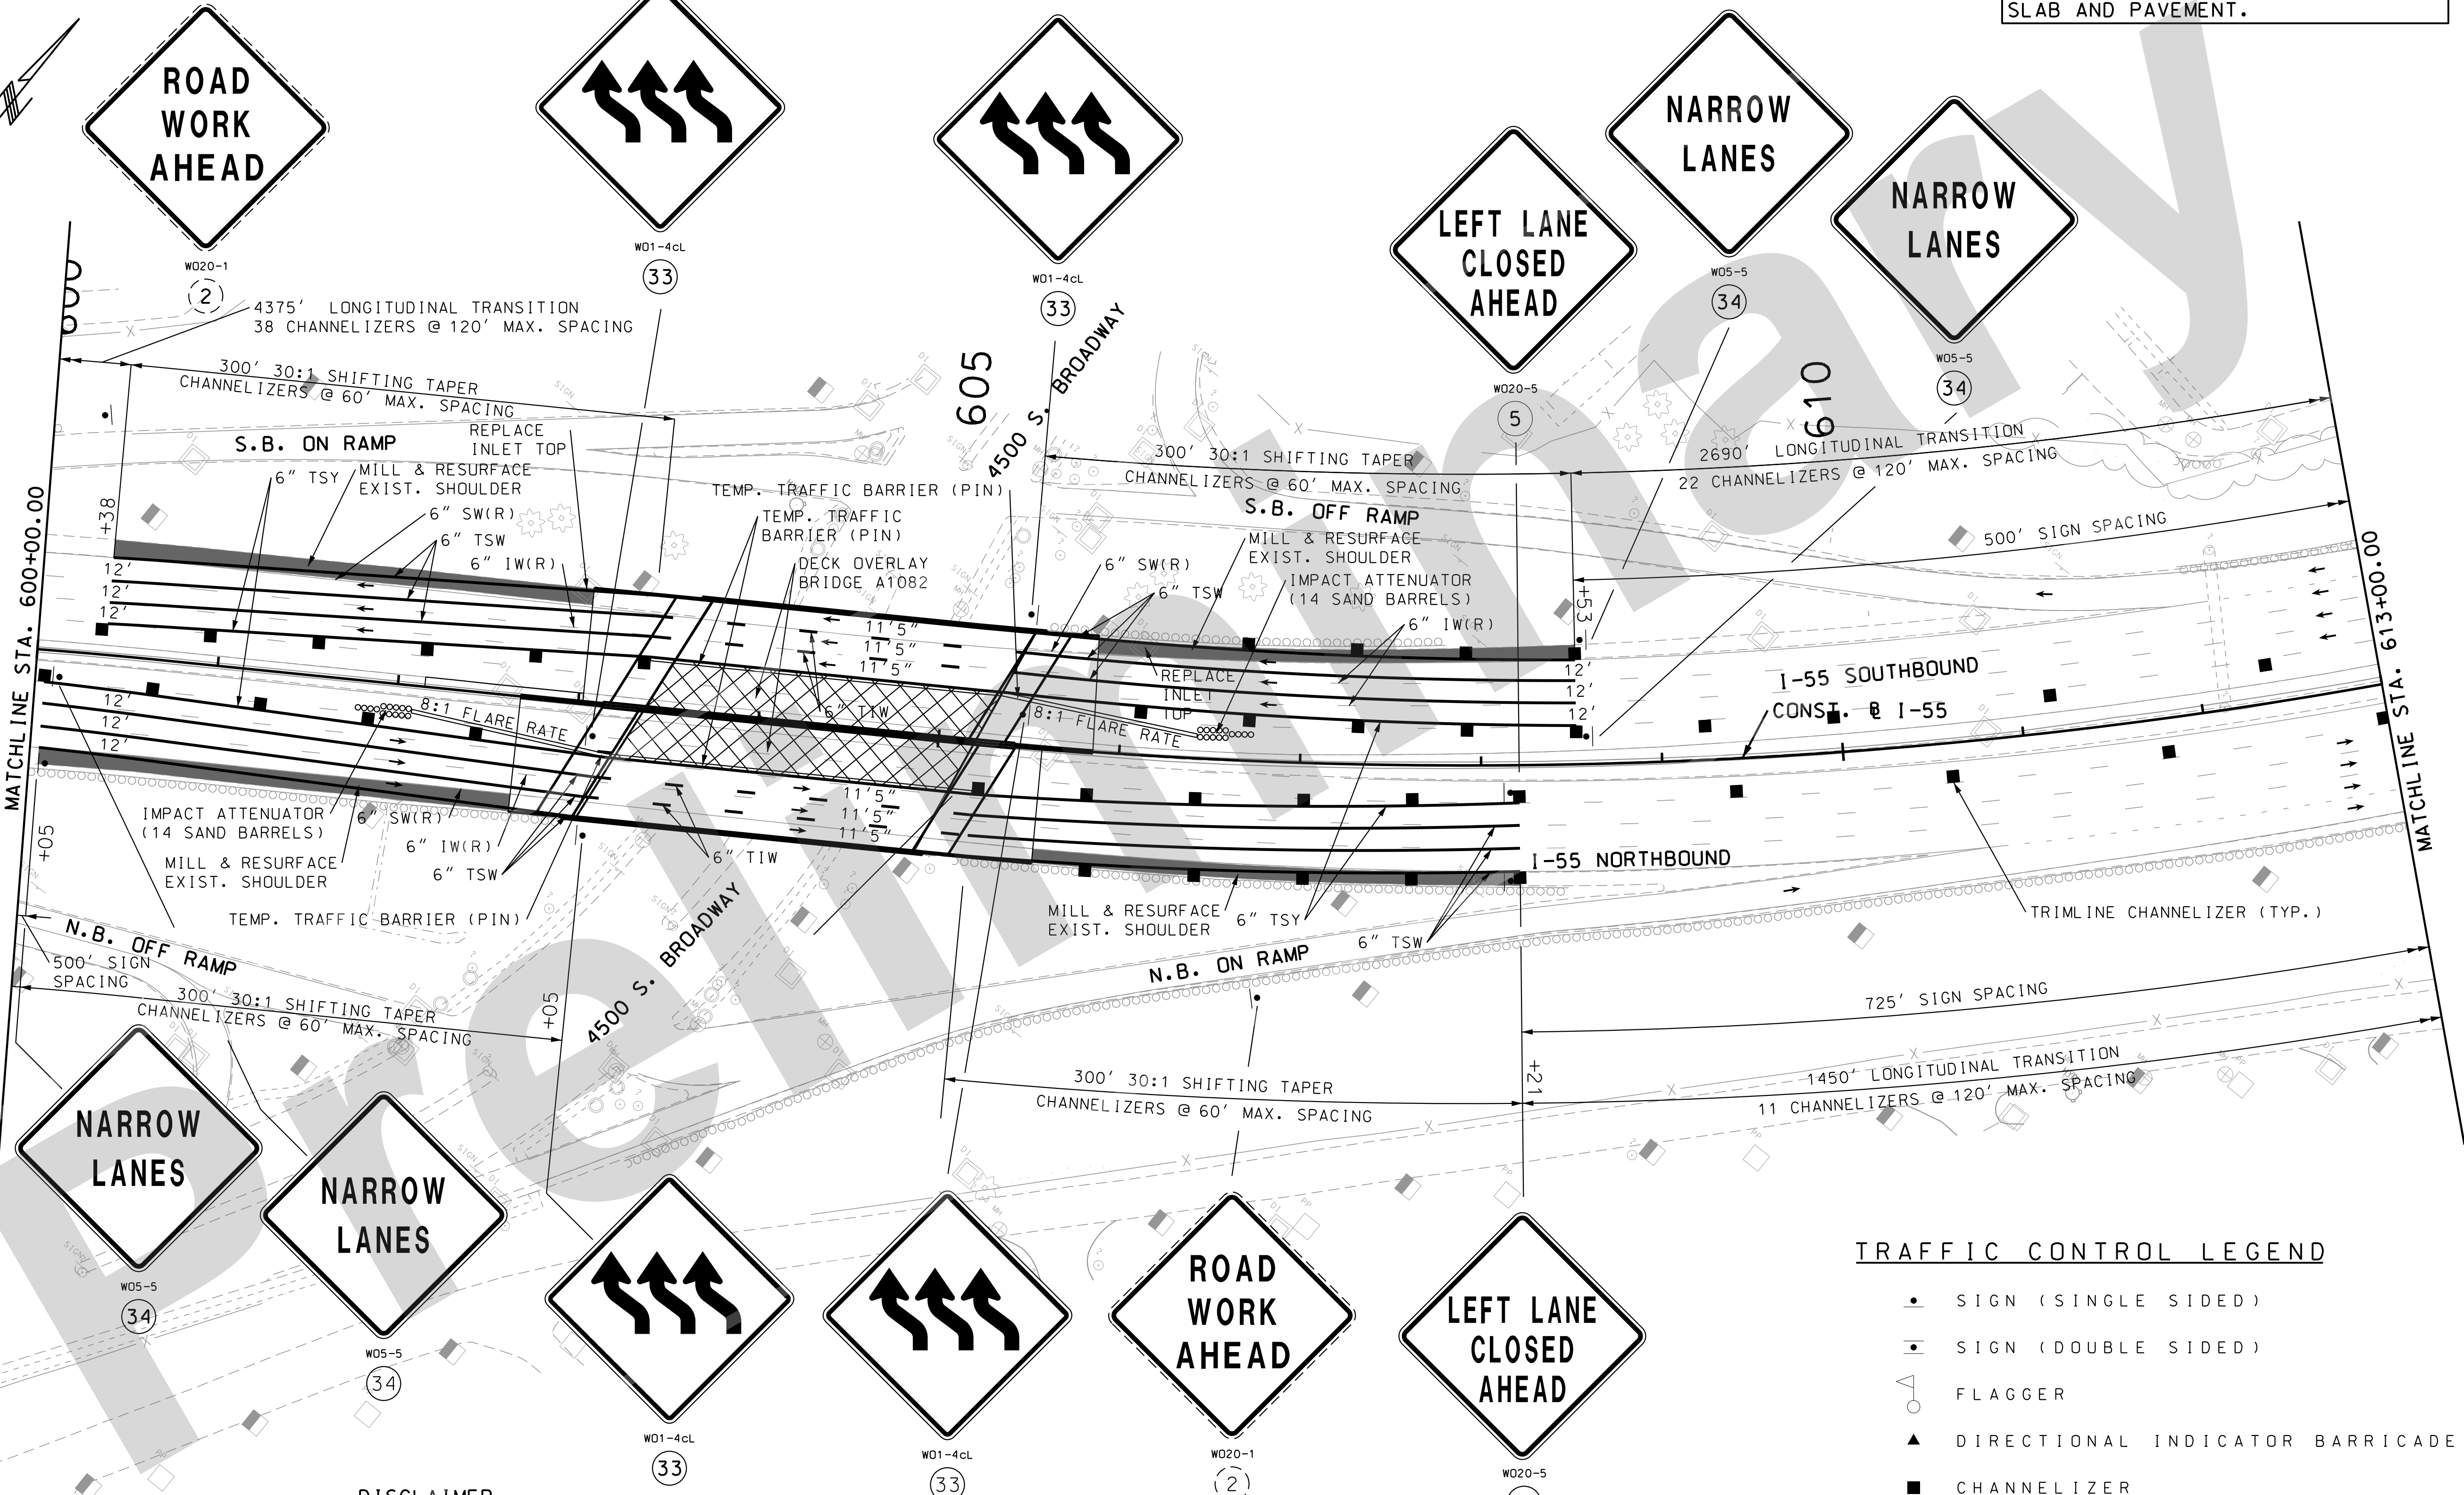 SLAB AND PAVEMENT.
ROAD
WORK
AHEAD
WO20-1
2
WO1-4cL
33
WO1-4cL
33
LEFT LANE
CLOSED
AHEAD
WO20-5
5
NARROW
LANES
WO5-5
34
NARROW
LANES
WO5-5
34
4375' LONGITUDINAL TRANSITION
38 CHANNELIZERS @ 120' MAX. SPACING
300' 30:1 SHIFTING TAPER
CHANNELIZERS @ 60' MAX. SPACING
S.B. ON RAMP
REPLACE
INLET TOP
6" TSY
MILL & RESURFACE
EXIST. SHOULDER
6" SW(R)
6" TSW
6" IW(R)
+38
12'
12'
12'
MATCHLINE STA. 600+00.00
605
4500 S. BROADWAY
TEMP. TRAFFIC BARRIER (PIN)
TEMP. TRAFFIC
BARRIER (PIN)
DECK OVERLAY
BRIDGE A1082
11'5"
11'5"
11'5"
6" TIW
300' 30:1 SHIFTING TAPER
CHANNELIZERS @ 60' MAX. SPACING
S.B. OFF RAMP
MILL & RESURFACE
EXIST. SHOULDER
IMPACT ATTENUATOR
(14 SAND BARRELS)
6" SW(R)
6" TSW
6" IW(R)
REPLACE
INLET
TOP
8:1 FLARE RATE
+53
12'
12'
12'
610
2690' LONGITUDINAL TRANSITION
22 CHANNELIZERS @ 120' MAX. SPACING
500' SIGN SPACING
I-55 SOUTHBOUND
CONST. ℄ I-55
MATCHLINE STA. 613+00.00
12'
12'
12'
8:1 FLARE RATE
IMPACT ATTENUATOR
(14 SAND BARRELS)
6" SW(R)
6" IW(R)
6" TSW
MILL & RESURFACE
EXIST. SHOULDER
TEMP. TRAFFIC BARRIER (PIN)
+05
11'5"
11'5"
11'5"
6" TIW
I-55 NORTHBOUND
MILL & RESURFACE
EXIST. SHOULDER
6" TSY
6" TSW
TRIMLINE CHANNELIZER (TYP.)
N.B. OFF RAMP
500' SIGN
SPACING
300' 30:1 SHIFTING TAPER
CHANNELIZERS @ 60' MAX. SPACING
+05
4500 S. BROADWAY
N.B. ON RAMP
725' SIGN SPACING
300' 30:1 SHIFTING TAPER
CHANNELIZERS @ 60' MAX. SPACING
+21
1450' LONGITUDINAL TRANSITION
11 CHANNELIZERS @ 120' MAX. SPACING
NARROW
LANES
WO5-5
34
NARROW
LANES
WO5-5
34
WO1-4cL
33
WO1-4cL
33
ROAD
WORK
AHEAD
WO20-1
2
LEFT LANE
CLOSED
AHEAD
WO20-5
TRAFFIC CONTROL LEGEND
SIGN (SINGLE SIDED)
SIGN (DOUBLE SIDED)
FLAGGER
DIRECTIONAL INDICATOR BARRICADE
CHANNELIZER
DISCLAIMER
Preliminary